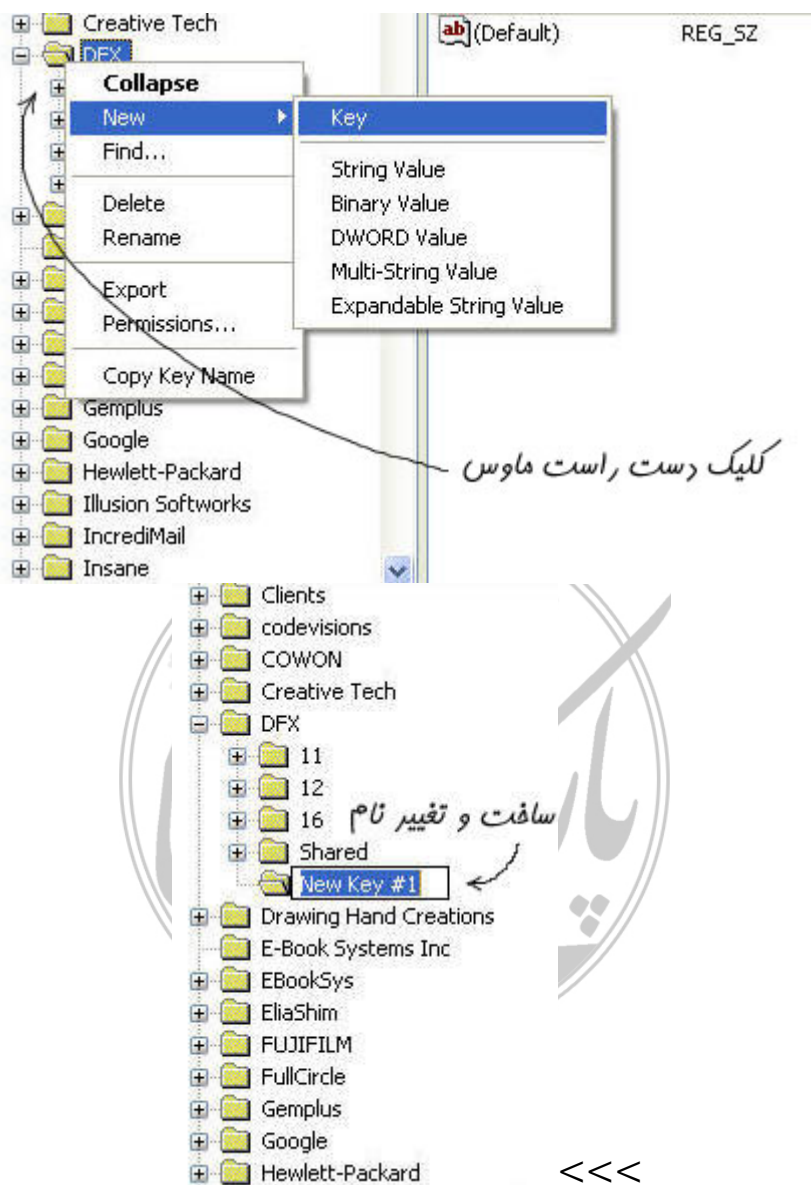 Creative Tech
(Default) REG_SZ
DFX
Collapse
New Key
Find...
String Value
Delete Binary Value
Rename DWORD Value
Multi-String Value
Export Expandable String Value
Permissions...
Copy Key Name
Gemplus
Google
Hewlett-Packard
کلیک دست راست ماوس
Illusion Softworks
IncrediMail
Insane
Clients
codevisions
COWON
Creative Tech
DFX
11
12
16
ساخت و تغییر نام
Shared
New Key #1
Drawing Hand Creations
E-Book Systems Inc
EBookSys
EliaShim
FUJIFILM
FullCircle
Gemplus
Google
Hewlett-Packard
<<<